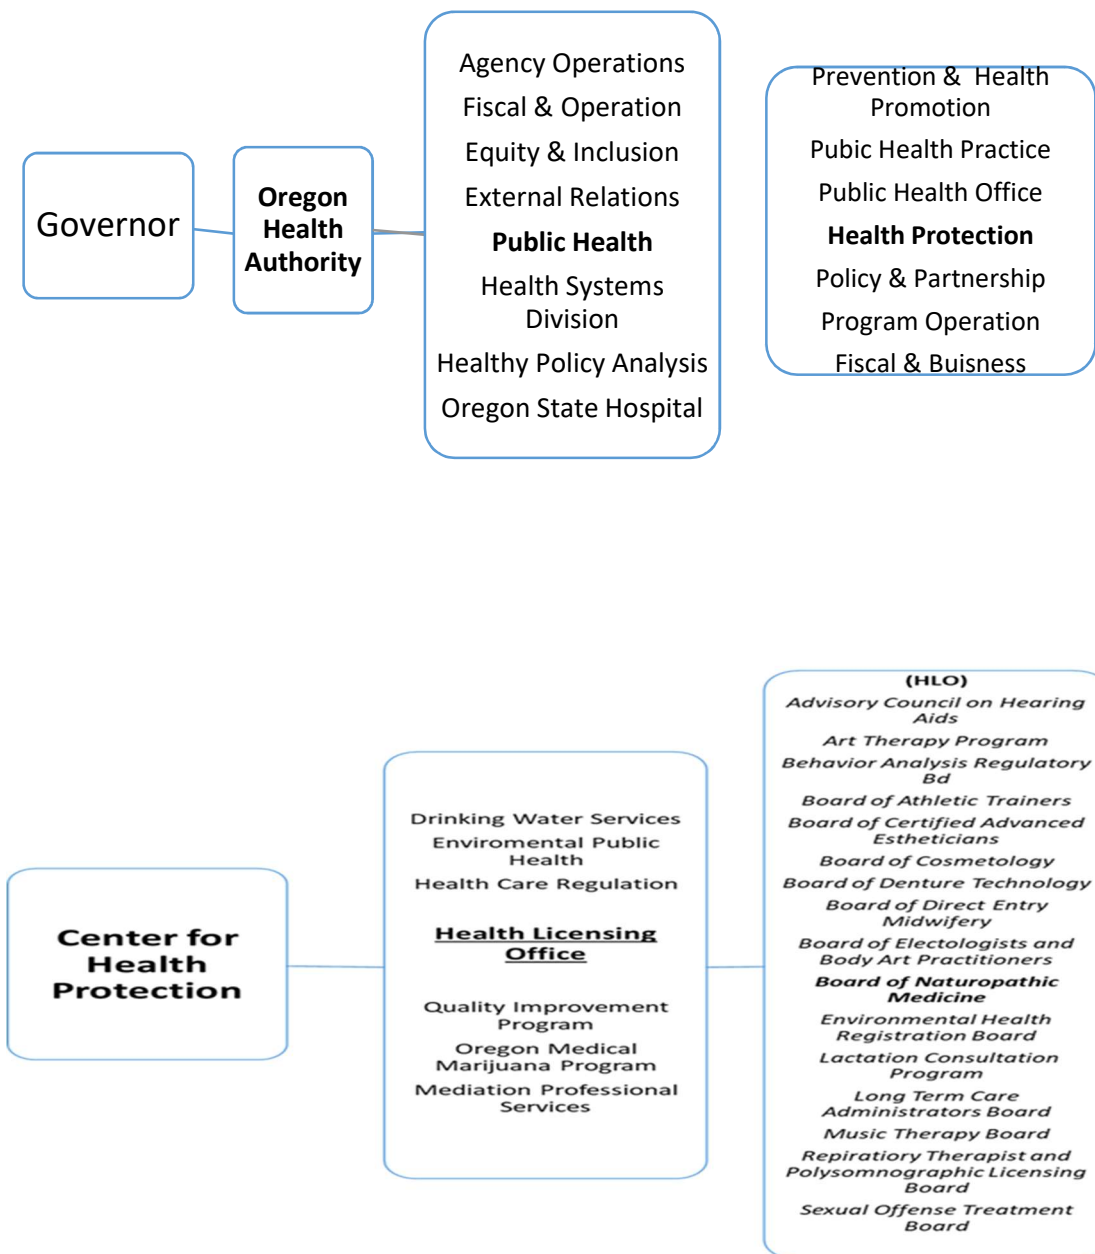 Governor
Oregon
Health
Authority
Agency Operations
Fiscal & Operation
Equity & Inclusion
External Relations
Public Health
Health Systems
Division
Healthy Policy Analysis
Oregon State Hospital
Prevention & Health
Promotion
Pubic Health Practice
Public Health Office
Health Protection
Policy & Partnership
Program Operation
Fiscal & Buisness
Center for
Health
Protection
Drinking Water Services
Enviromental Public
Health
Health Care Regulation
Health Licensing
Office
Quality Improvement
Program
Oregon Medical
Marijuana Program
Mediation Professional
Services
(HLO)
Advisory Council on Hearing
Aids
Art Therapy Program
Behavior Analysis Regulatory
Bd
Board of Athletic Trainers
Board of Certified Advanced
Estheticians
Board of Cosmetology
Board of Denture Technology
Board of Direct Entry
Midwifery
Board of Electologists and
Body Art Practitioners
Board of Naturopathic
Medicine
Environmental Health
Registration Board
Lactation Consultation
Program
Long Term Care
Administrators Board
Music Therapy Board
Repiratiory Therapist and
Polysomnographic Licensing
Board
Sexual Offense Treatment
Board